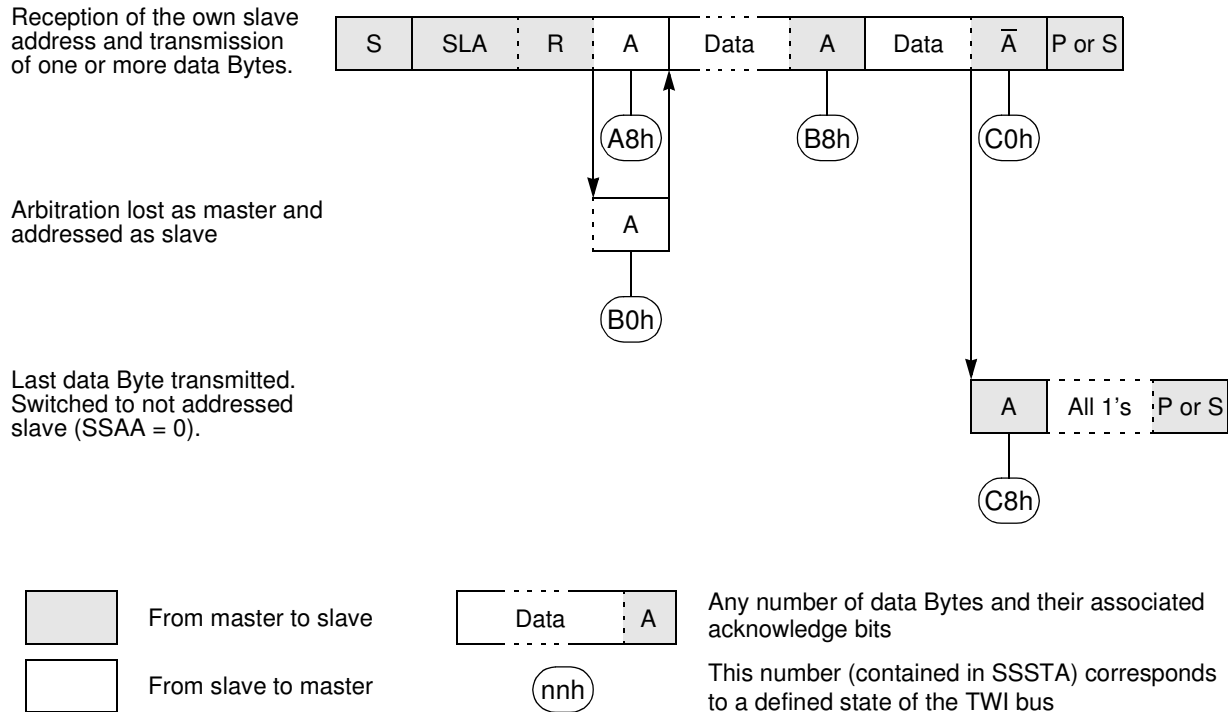 Reception of the own slave
address and transmission
of one or more data Bytes.
S SLA R A Data A Data A̅ P or S
A8h B8h C0h
Arbitration lost as master and
addressed as slave
A
B0h
Last data Byte transmitted.
Switched to not addressed
slave (SSAA = 0).
A All 1's P or S
C8h
From master to slave
Data A
Any number of data Bytes and their associated
acknowledge bits
From slave to master
nnh
This number (contained in SSSTA) corresponds
to a defined state of the TWI bus